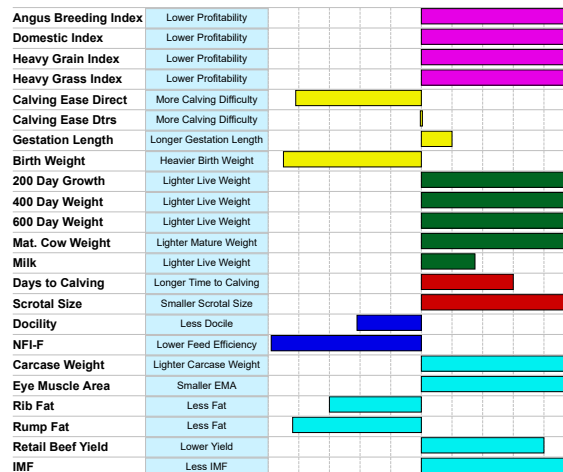 Angus Breeding Index Lower Profitability
Domestic Index Lower Profitability
Heavy Grain Index Lower Profitability
Heavy Grass Index Lower Profitability
Calving Ease Direct More Calving Difficulty
Calving Ease Dtrs More Calving Difficulty
Gestation Length Longer Gestation Length
Birth Weight Heavier Birth Weight
200 Day Growth Lighter Live Weight
400 Day Weight Lighter Live Weight
600 Day Weight Lighter Live Weight
Mat. Cow Weight Lighter Mature Weight
Milk Lighter Live Weight
Days to Calving Longer Time to Calving
Scrotal Size Smaller Scrotal Size
Docility Less Docile
NFI-F Lower Feed Efficiency
Carcase Weight Lighter Carcase Weight
Eye Muscle Area Smaller EMA
Rib Fat Less Fat
Rump Fat Less Fat
Retail Beef Yield Lower Yield
IMF Less IMF